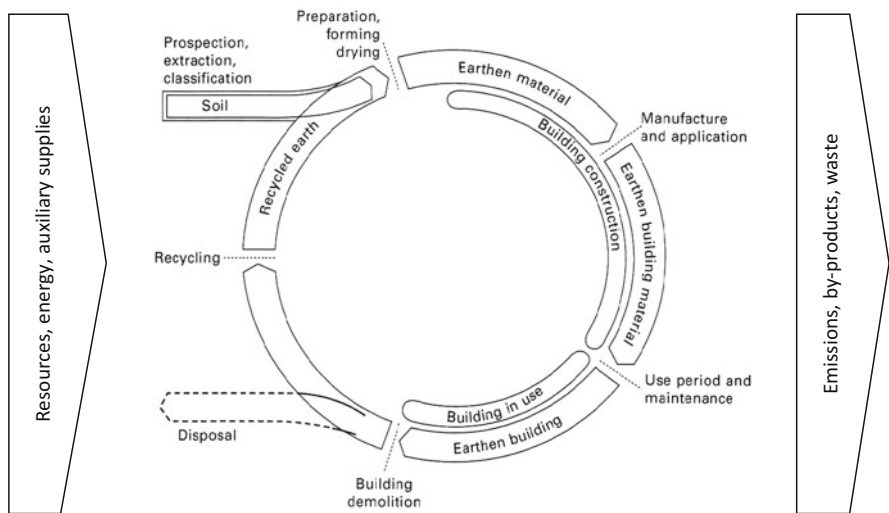 Resources, energy, auxiliary supplies
Prospection,
extraction,
classification
Soil
Preparation,
forming
drying
Earthen material
Manufacture
and application
Building construction
Earthen building material
Use period and
maintenance
Building in use
Earthen building
Building
demolition
Disposal
Recycling
Recycled earth
Emissions, by-products, waste